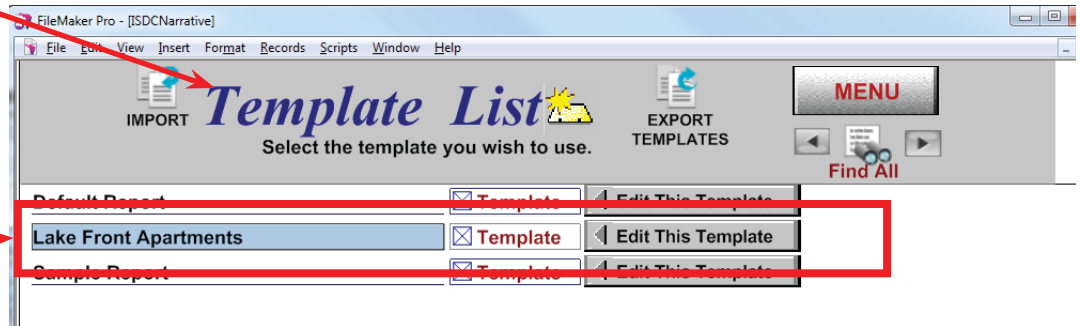 FileMaker Pro - [ISDCNarrative]
File Edit View Insert Format Records Scripts Window Help
IMPORT Template List EXPORT TEMPLATES MENU
Select the template you wish to use.
Find All
Default Report Template Edit This Template
Lake Front Apartments Template Edit This Template
Sample Report Template Edit This Template